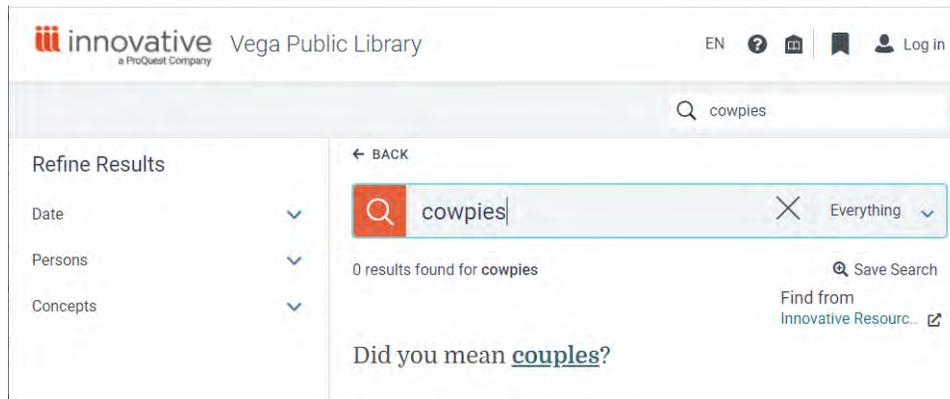 innovative Vega Public Library EN Log in
a ProQuest Company
cowpies
Refine Results
Date
Persons
Concepts
BACK
cowpies Everything
0 results found for cowpies Save Search
Find from
Innovative Resourc...
Did you mean couples?